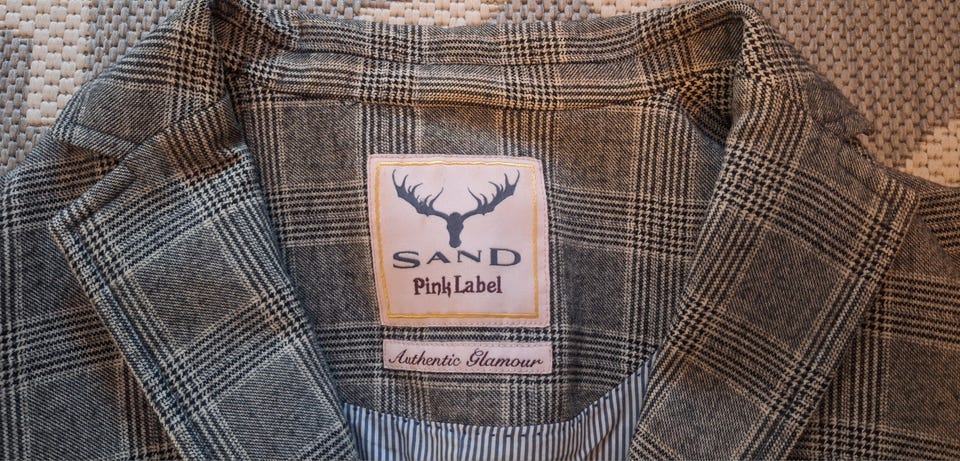 SAND
Pink Label
Authentic Glamour